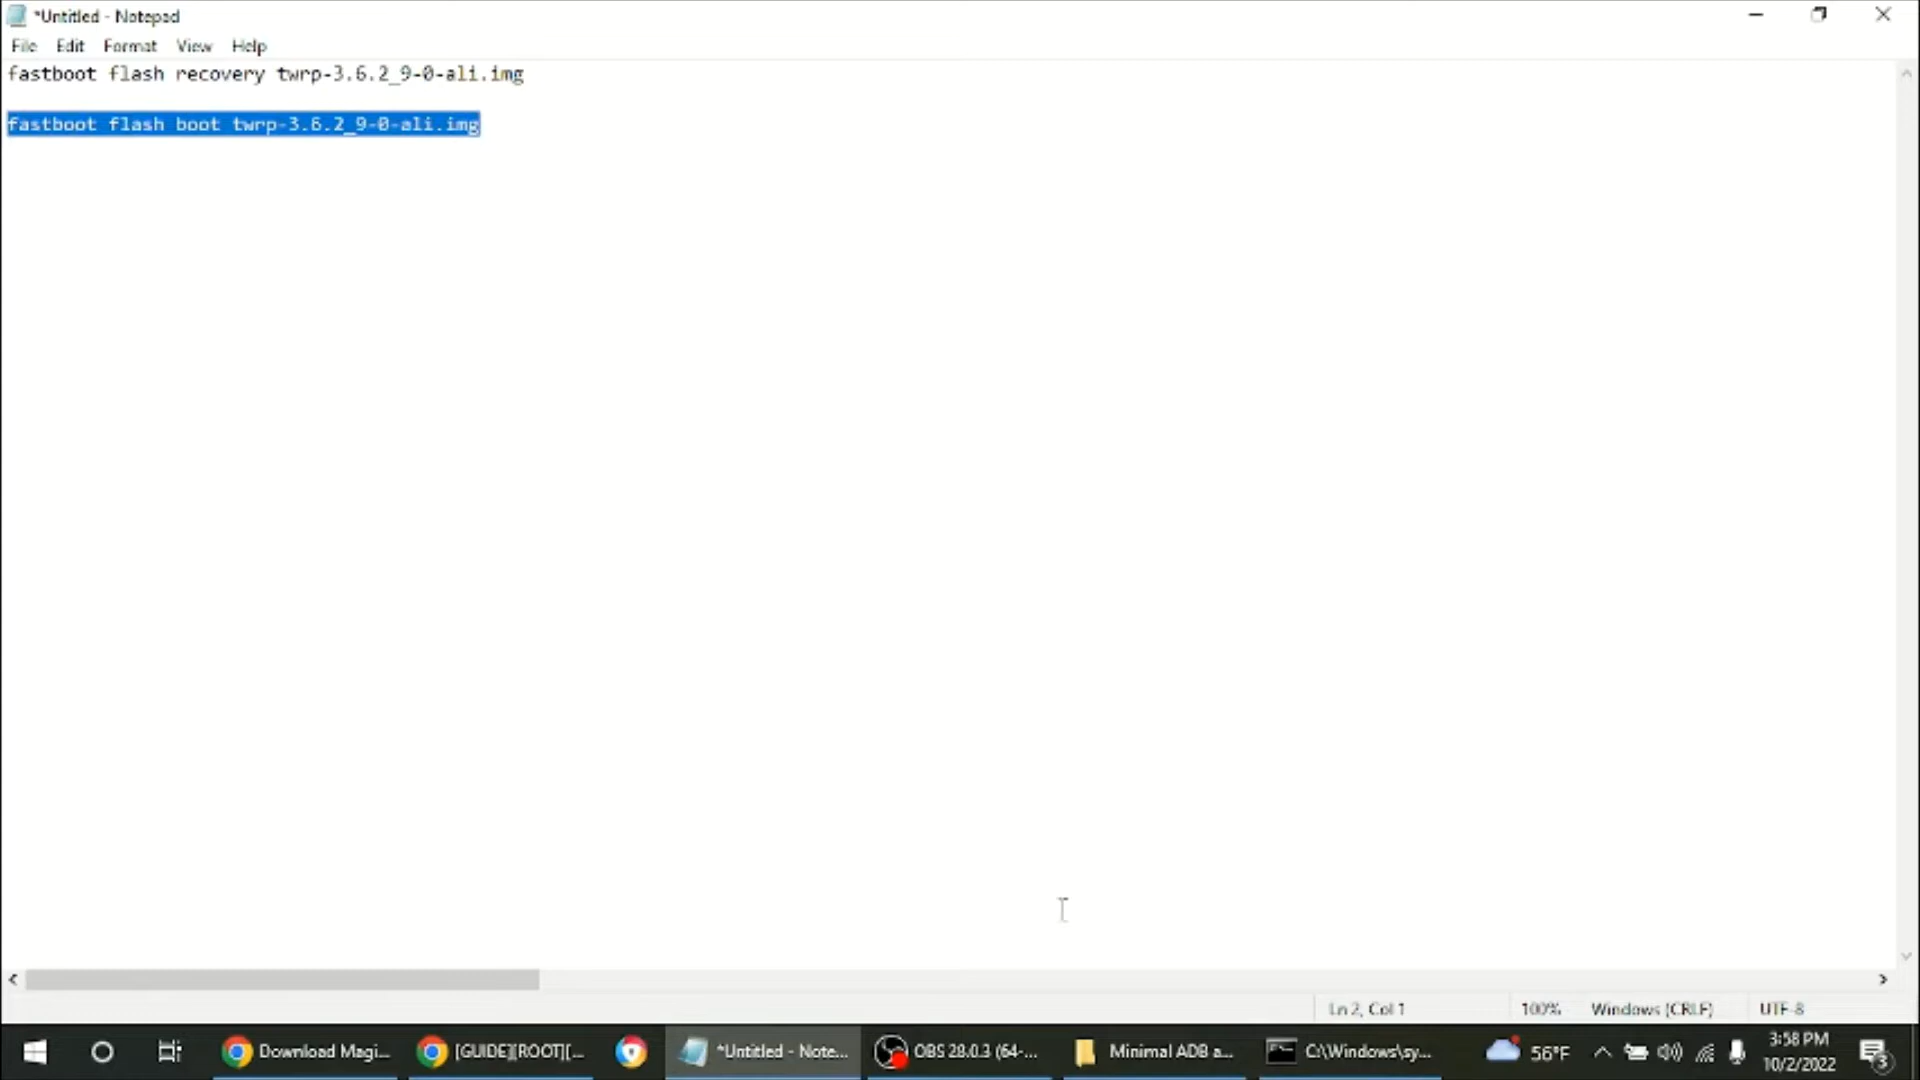 *Untitled - Notepad
File Edit Format View Help
fastboot flash recovery twrp-3.6.2_9-0-ali.img
fastboot flash boot twrp-3.6.2_9-0-ali.img
Ln 2, Col 1 100% Windows (CRLF) UTF-8
Download Magi... [GUIDE][ROOT][... *Untitled - Note... OBS 28.0.3 (64-... Minimal ADB a... C:\Windows\sy... 56°F 3:58 PM
10/2/2022 3